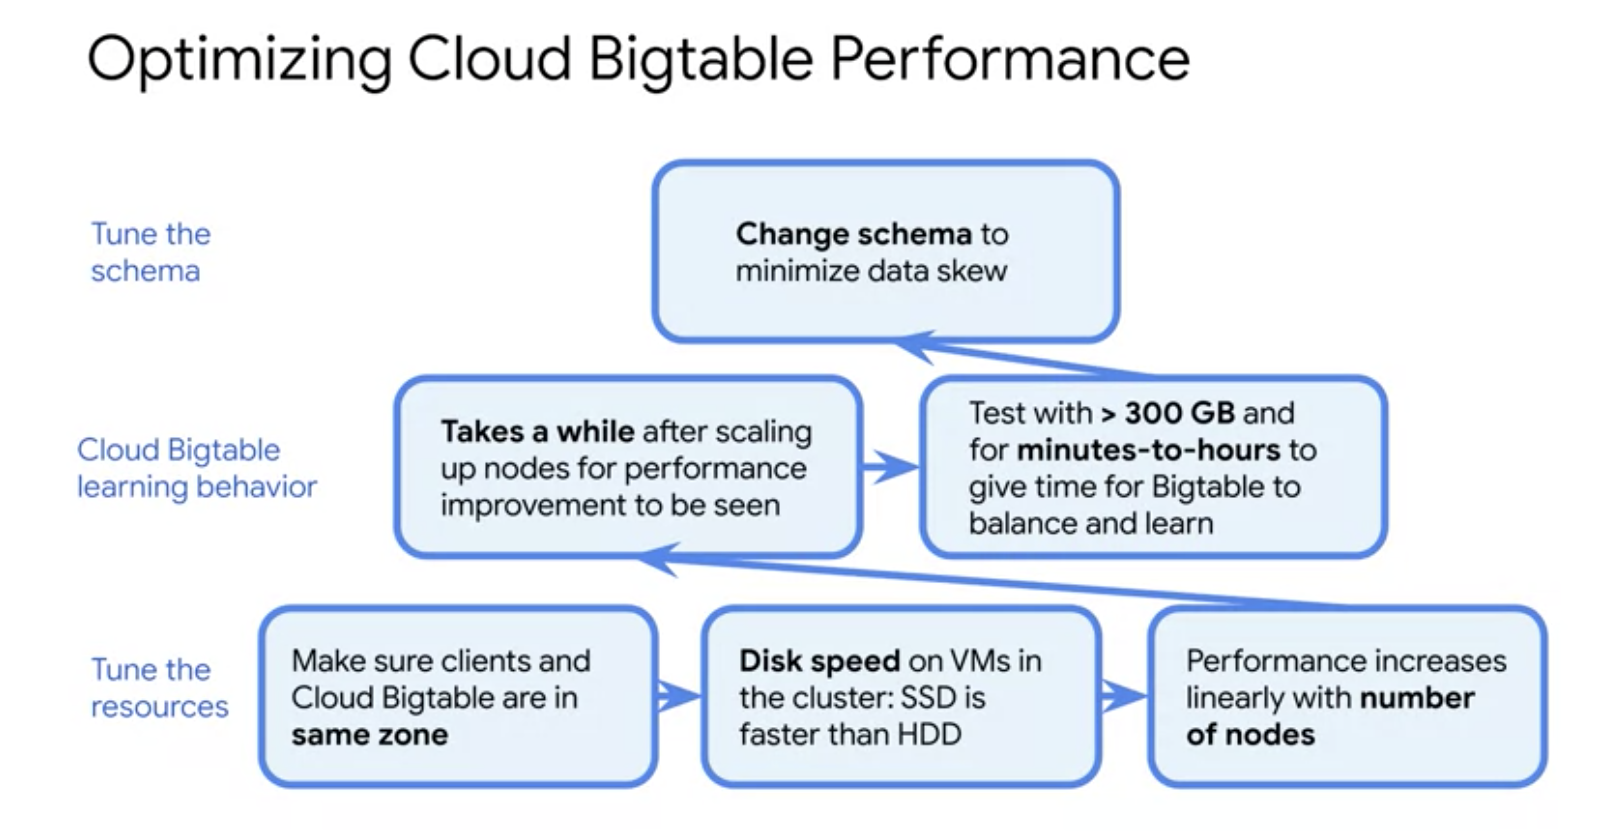 Optimizing Cloud Bigtable Performance
Tune the
schema
Change schema to
minimize data skew
Cloud Bigtable
learning behavior
Takes a while after scaling
up nodes for performance
improvement to be seen
Test with > 300 GB and
for minutes-to-hours to
give time for Bigtable to
balance and learn
Tune the
resources
Make sure clients and
Cloud Bigtable are in
same zone
Disk speed on VMs in
the cluster: SSD is
faster than HDD
Performance increases
linearly with number
of nodes